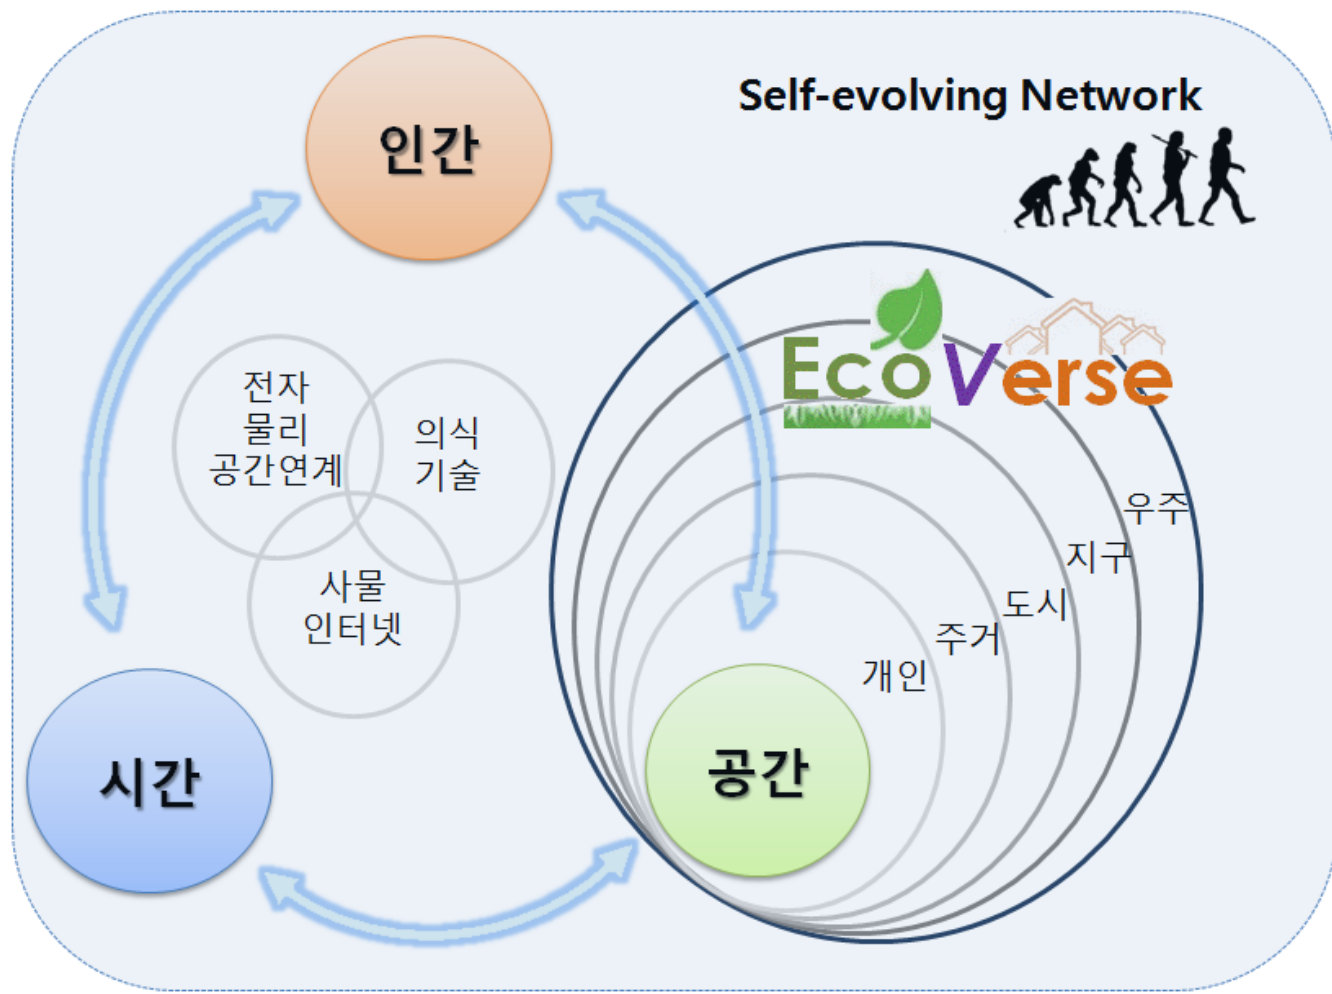 Self-evolving Network
인간
EcoVerse
전자
물리
공간연계
의식
기술
사물
인터넷
우주
지구
도시
주거
개인
시간
공간